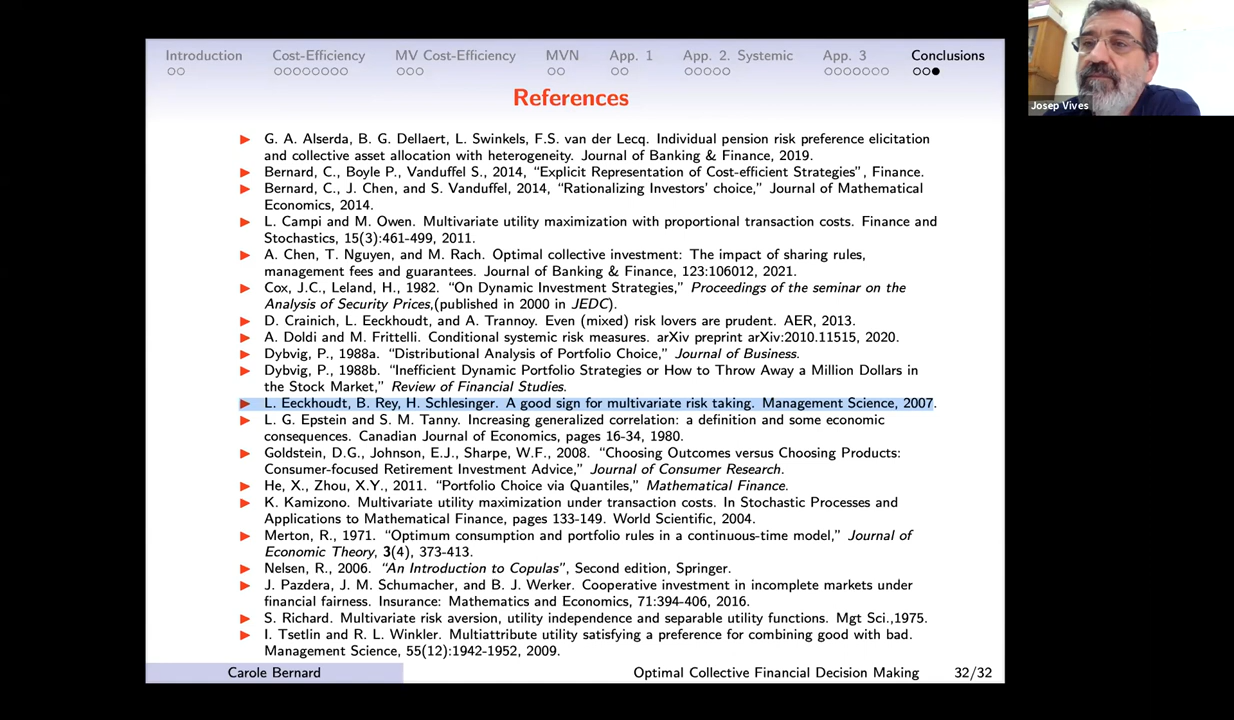 Introduction
Cost-Efficiency
MV Cost-Efficiency
MVN
App. 1
App. 2. Systemic
App. 3
Conclusions
References
G. A. Alserda, B. G. Dellaert, L. Swinkels, F.S. van der Lecq. Individual pension risk preference elicitation
and collective asset allocation with heterogeneity. Journal of Banking & Finance, 2019.
Bernard, C., Boyle P., Vanduffel S., 2014, “Explicit Representation of Cost-efficient Strategies”, Finance.
Bernard, C., J. Chen, and S. Vanduffel, 2014, “Rationalizing Investors’ choice,” Journal of Mathematical
Economics, 2014.
L. Campi and M. Owen. Multivariate utility maximization with proportional transaction costs. Finance and
Stochastics, 15(3):461-499, 2011.
A. Chen, T. Nguyen, and M. Rach. Optimal collective investment: The impact of sharing rules,
management fees and guarantees. Journal of Banking & Finance, 123:106012, 2021.
Cox, J.C., Leland, H., 1982. “On Dynamic Investment Strategies,” Proceedings of the seminar on the
Analysis of Security Prices,(published in 2000 in JEDC).
D. Crainich, L. Eeckhoudt, and A. Trannoy. Even (mixed) risk lovers are prudent. AER, 2013.
A. Doldi and M. Frittelli. Conditional systemic risk measures. arXiv preprint arXiv:2010.11515, 2020.
Dybvig, P., 1988a. “Distributional Analysis of Portfolio Choice,” Journal of Business.
Dybvig, P., 1988b. “Inefficient Dynamic Portfolio Strategies or How to Throw Away a Million Dollars in
the Stock Market,” Review of Financial Studies.
L. Eeckhoudt, B. Rey, H. Schlesinger. A good sign for multivariate risk taking. Management Science, 2007.
L. G. Epstein and S. M. Tanny. Increasing generalized correlation: a definition and some economic
consequences. Canadian Journal of Economics, pages 16-34, 1980.
Goldstein, D.G., Johnson, E.J., Sharpe, W.F., 2008. “Choosing Outcomes versus Choosing Products:
Consumer-focused Retirement Investment Advice,” Journal of Consumer Research.
He, X., Zhou, X.Y., 2011. “Portfolio Choice via Quantiles,” Mathematical Finance.
K. Kamizono. Multivariate utility maximization under transaction costs. In Stochastic Processes and
Applications to Mathematical Finance, pages 133-149. World Scientific, 2004.
Merton, R., 1971. “Optimum consumption and portfolio rules in a continuous-time model,” Journal of
Economic Theory, 3(4), 373-413.
Nelsen, R., 2006. “An Introduction to Copulas”, Second edition, Springer.
J. Pazdera, J. M. Schumacher, and B. J. Werker. Cooperative investment in incomplete markets under
financial fairness. Insurance: Mathematics and Economics, 71:394-406, 2016.
S. Richard. Multivariate risk aversion, utility independence and separable utility functions. Mgt Sci.,1975.
I. Tsetlin and R. L. Winkler. Multiattribute utility satisfying a preference for combining good with bad.
Management Science, 55(12):1942-1952, 2009.
Carole Bernard
Optimal Collective Financial Decision Making
32/32
Josep Vives